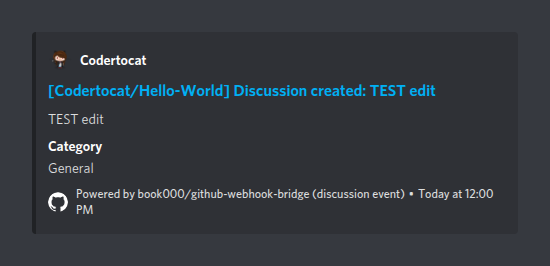 Codertocat
[Codertocat/Hello-World] Discussion created: TEST edit
TEST edit
Category
General
Powered by book000/github-webhook-bridge (discussion event) • Today at 12:00
PM